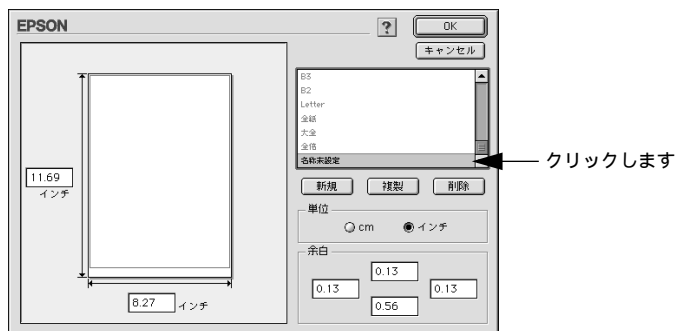 EPSON
?
OK
キャンセル
B3
B2
Letter
全紙
大全
全倍
名称未設定
クリックします
新規
複製
削除
単位
cm
インチ
余白
0.13
0.13
0.13
0.56
11.69
インチ
8.27 インチ